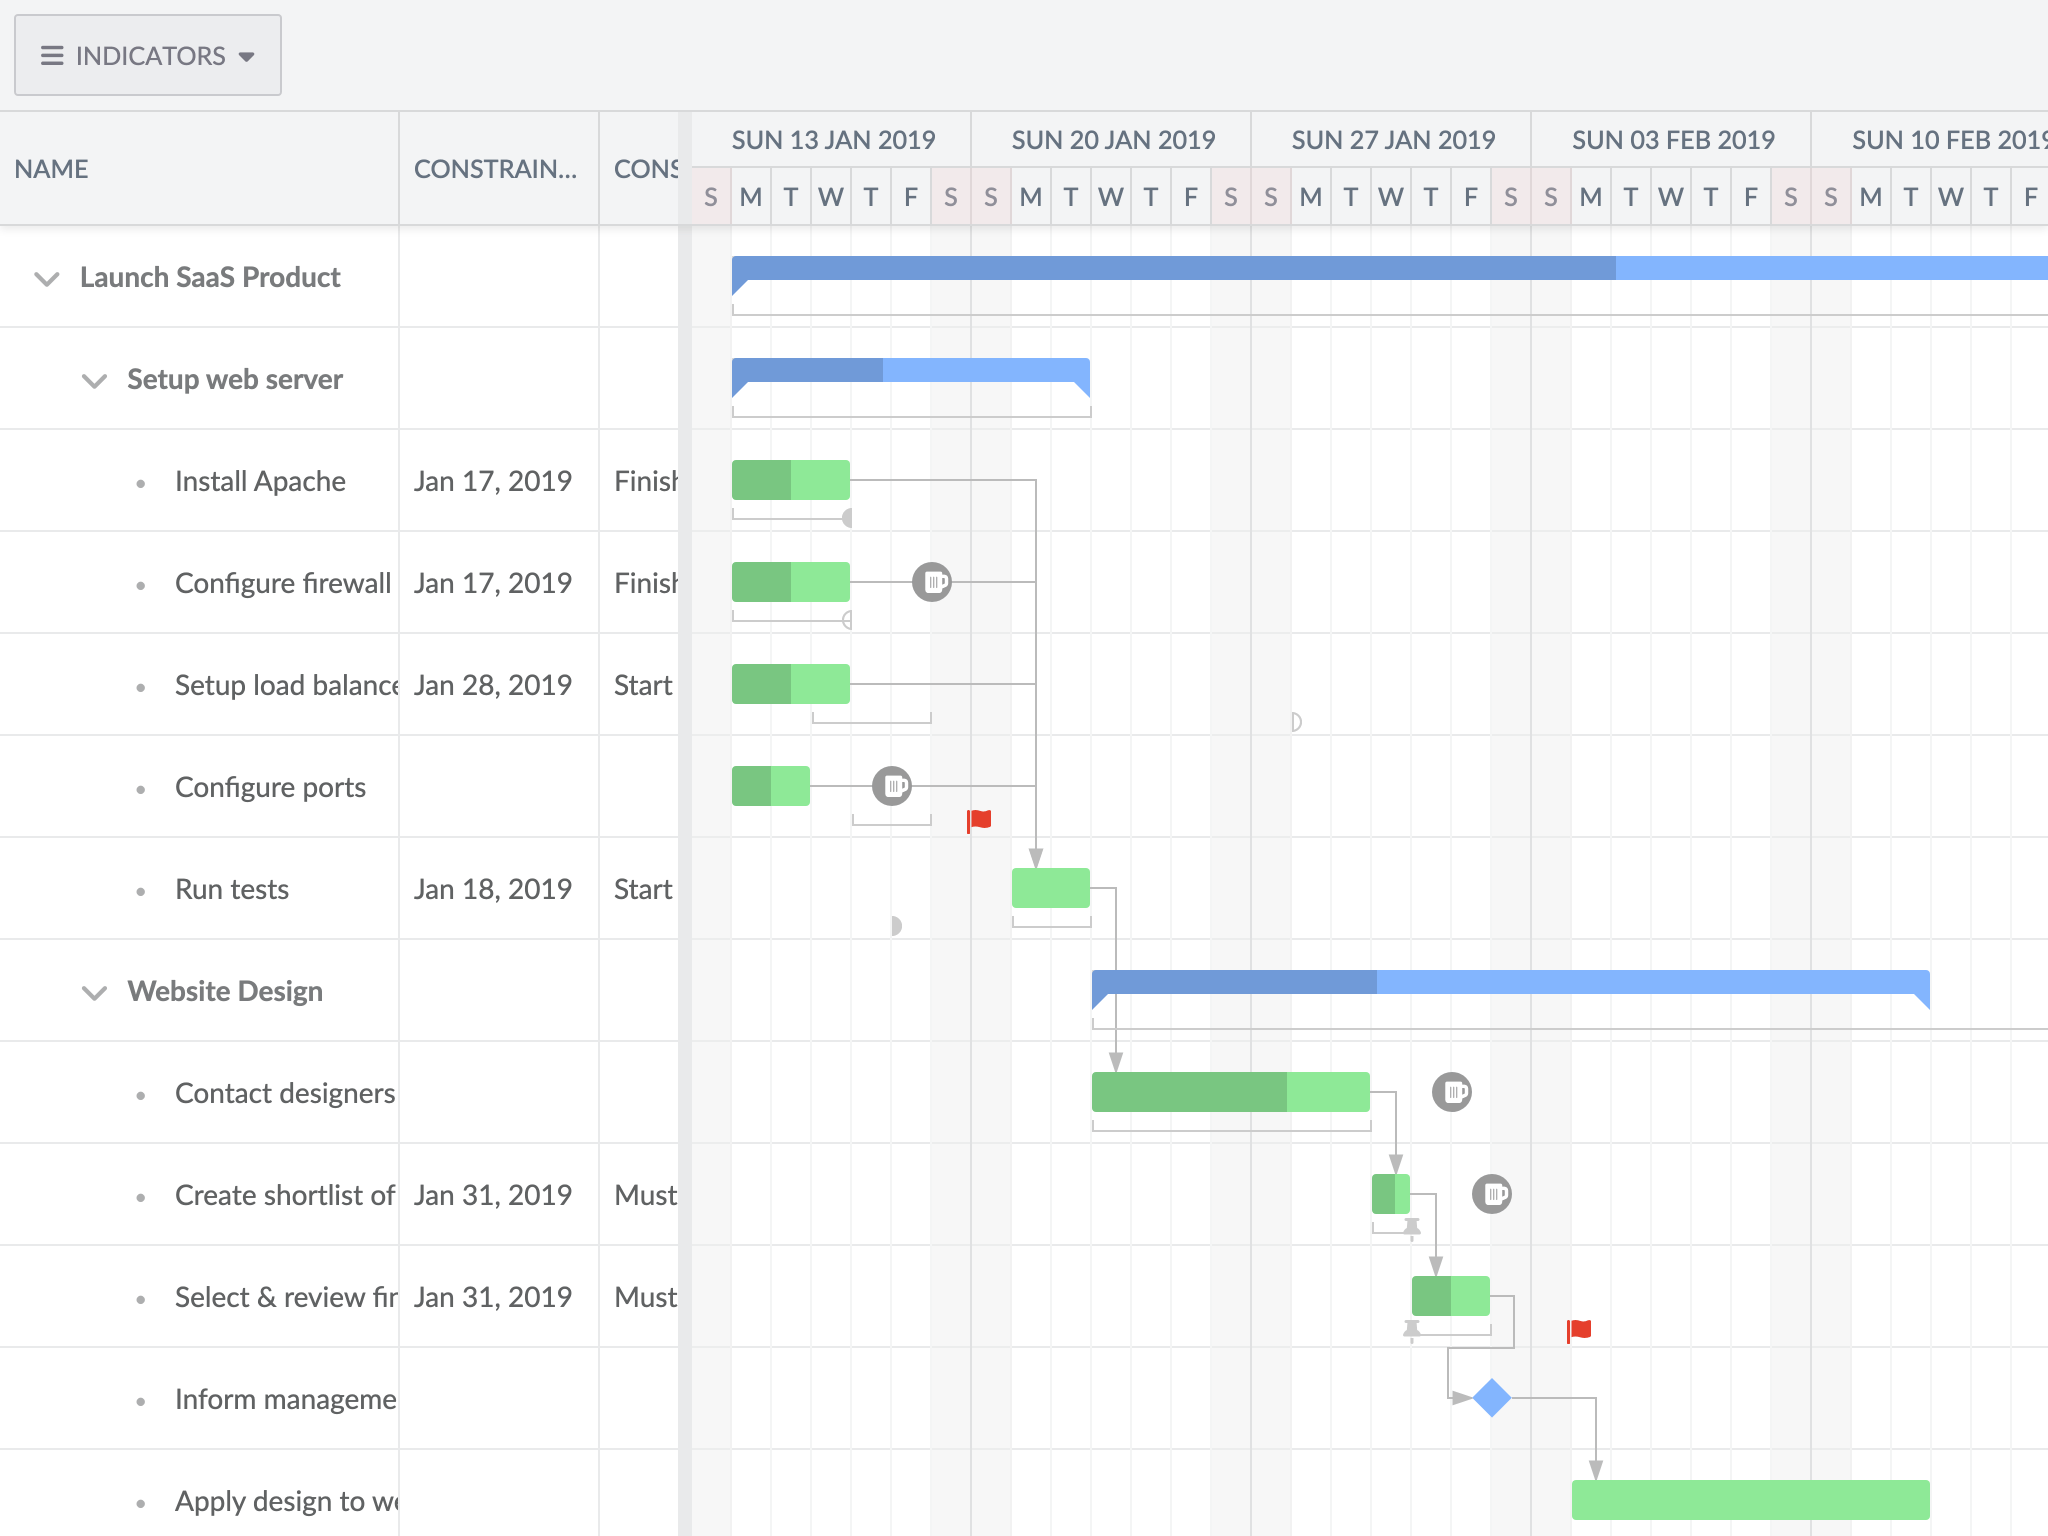 INDICATORS
NAME CONSTRAIN... CONS SUN 13 JAN 2019 SUN 20 JAN 2019 SUN 27 JAN 2019 SUN 03 FEB 2019 SUN 10 FEB 2019
S M T W T F S S M T W T F S S M T W T F S S M T W T F S S M T W T F
Launch SaaS Product
Setup web server
Install Apache Jan 17, 2019 Finish
Configure firewall Jan 17, 2019 Finish
Setup load balance Jan 28, 2019 Start
Configure ports
Run tests Jan 18, 2019 Start
Website Design
Contact designers
Create shortlist of Jan 31, 2019 Must
Select & review fin Jan 31, 2019 Must
Inform manageme
Apply design to we